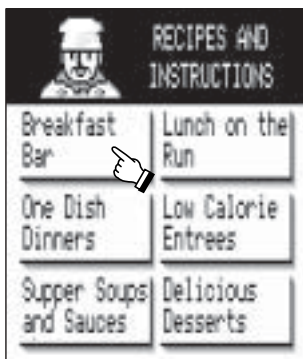 RECIPES AND
INSTRUCTIONS
Breakfast
Bar
Lunch on the
Run
One Dish
Dinners
Low Calorie
Entrees
Supper Soups
and Sauces
Delicious
Desserts